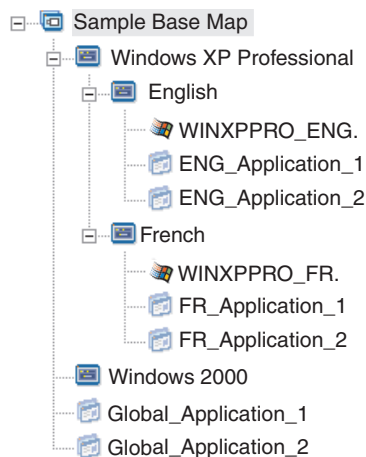 Sample Base Map
Windows XP Professional
English
WINXPPRO_ENG.
ENG_Application_1
ENG_Application_2
French
WINXPPRO_FR.
FR_Application_1
FR_Application_2
Windows 2000
Global_Application_1
Global_Application_2